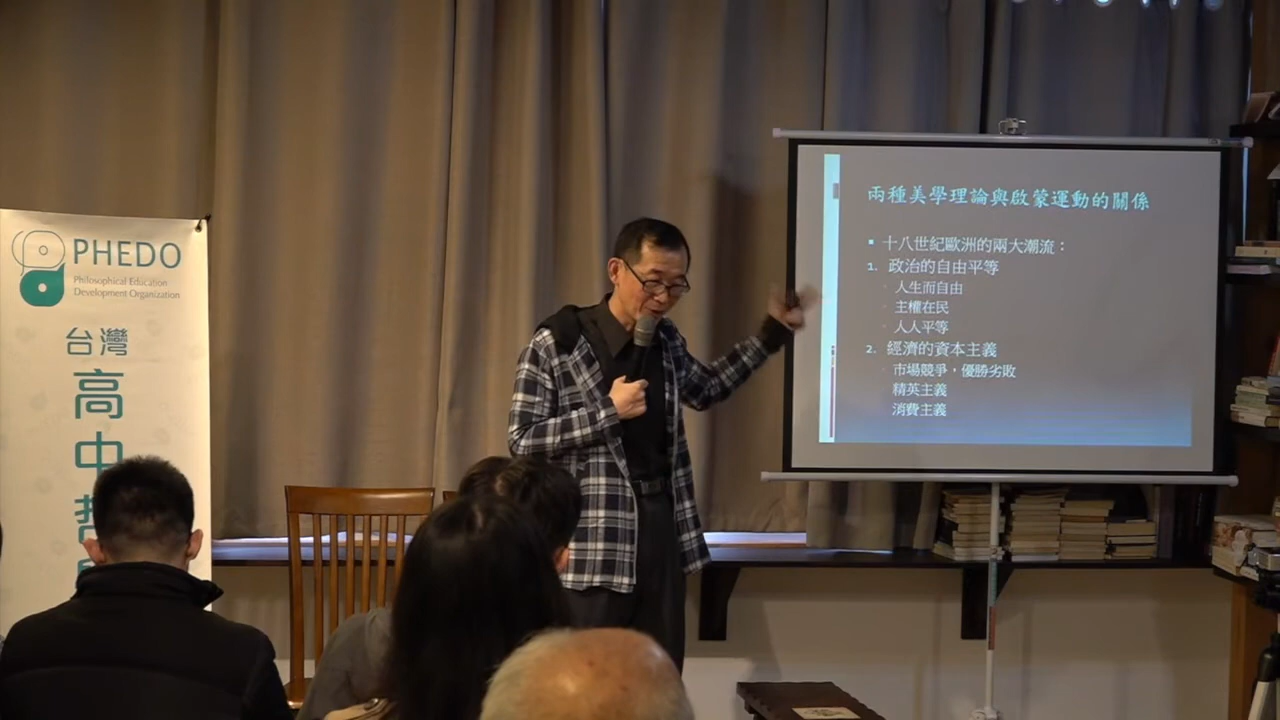 PHEDO
Philosophical Education
Development Organization
台灣
高
中
兩種美學理論與啟蒙運動的關係
▪ 十八世紀歐洲的兩大潮流：
1. 政治的自由平等
人生而自由
主權在民
人人平等
2. 經濟的資本主義
市場競爭，優勝劣敗
精英主義
消費主義